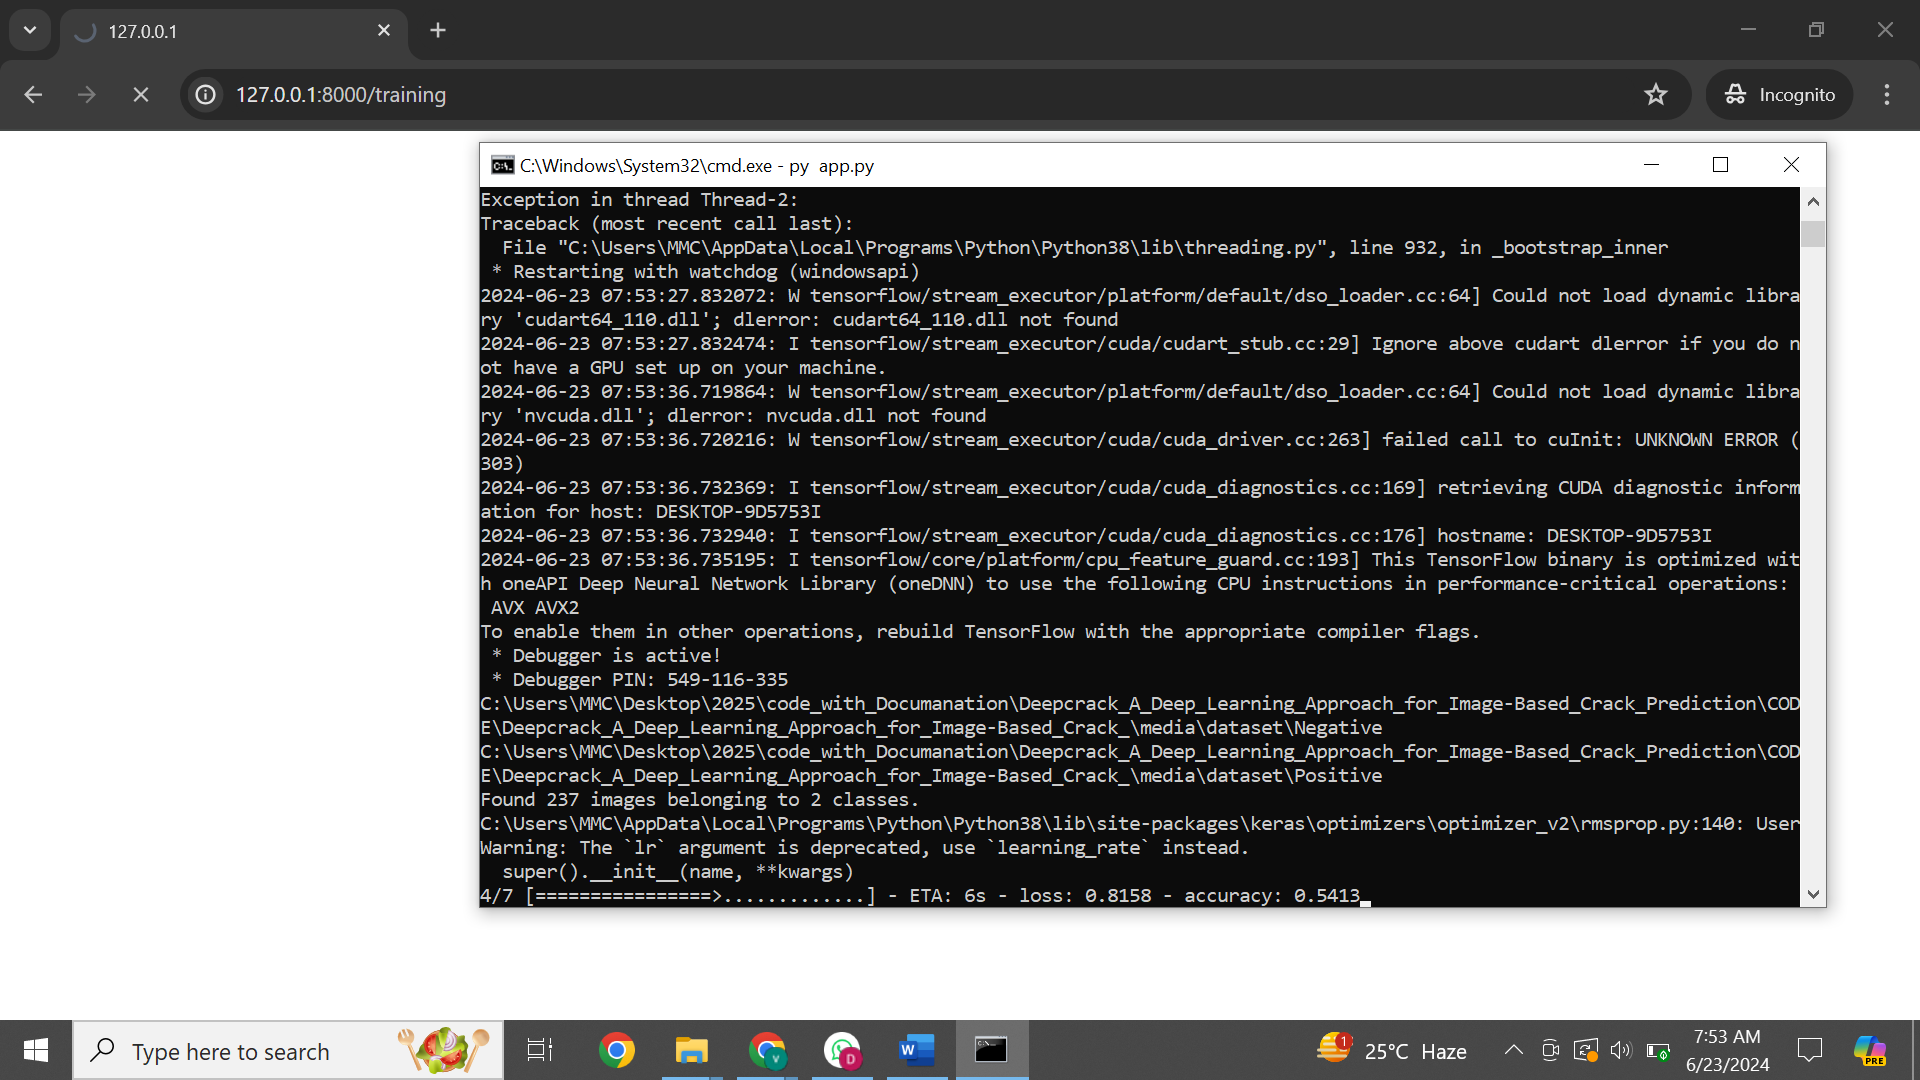 127.0.0.1
127.0.0.1:8000/training
Incognito
C:\Windows\System32\cmd.exe - py  app.py
Exception in thread Thread-2:
Traceback (most recent call last):
  File "C:\Users\MMC\AppData\Local\Programs\Python\Python38\lib\threading.py", line 932, in _bootstrap_inner
 * Restarting with watchdog (windowsapi)
2024-06-23 07:53:27.832072: W tensorflow/stream_executor/platform/default/dso_loader.cc:64] Could not load dynamic libra
ry 'cudart64_110.dll'; dlerror: cudart64_110.dll not found
2024-06-23 07:53:27.832474: I tensorflow/stream_executor/cuda/cudart_stub.cc:29] Ignore above cudart dlerror if you do n
ot have a GPU set up on your machine.
2024-06-23 07:53:36.719864: W tensorflow/stream_executor/platform/default/dso_loader.cc:64] Could not load dynamic libra
ry 'nvcuda.dll'; dlerror: nvcuda.dll not found
2024-06-23 07:53:36.720216: W tensorflow/stream_executor/cuda/cuda_driver.cc:263] failed call to cuInit: UNKNOWN ERROR (
303)
2024-06-23 07:53:36.732369: I tensorflow/stream_executor/cuda/cuda_diagnostics.cc:169] retrieving CUDA diagnostic inform
ation for host: DESKTOP-9D5753I
2024-06-23 07:53:36.732940: I tensorflow/stream_executor/cuda/cuda_diagnostics.cc:176] hostname: DESKTOP-9D5753I
2024-06-23 07:53:36.735195: I tensorflow/core/platform/cpu_feature_guard.cc:193] This TensorFlow binary is optimized wit
h oneAPI Deep Neural Network Library (oneDNN) to use the following CPU instructions in performance-critical operations:
 AVX AVX2
To enable them in other operations, rebuild TensorFlow with the appropriate compiler flags.
 * Debugger is active!
 * Debugger PIN: 549-116-335
C:\Users\MMC\Desktop\2025\code_with_Documanation\Deepcrack_A_Deep_Learning_Approach_for_Image-Based_Crack_Prediction\COD
E\Deepcrack_A_Deep_Learning_Approach_for_Image-Based_Crack_\media\dataset\Negative
C:\Users\MMC\Desktop\2025\code_with_Documanation\Deepcrack_A_Deep_Learning_Approach_for_Image-Based_Crack_Prediction\COD
E\Deepcrack_A_Deep_Learning_Approach_for_Image-Based_Crack_\media\dataset\Positive
Found 237 images belonging to 2 classes.
C:\Users\MMC\AppData\Local\Programs\Python\Python38\lib\site-packages\keras\optimizers\optimizer_v2\rmsprop.py:140: User
Warning: The `lr` argument is deprecated, use `learning_rate` instead.
  super().__init__(name, **kwargs)
4/7 [================>.............] - ETA: 6s - loss: 0.8158 - accuracy: 0.5413
Type here to search
25°C Haze
7:53 AM
6/23/2024